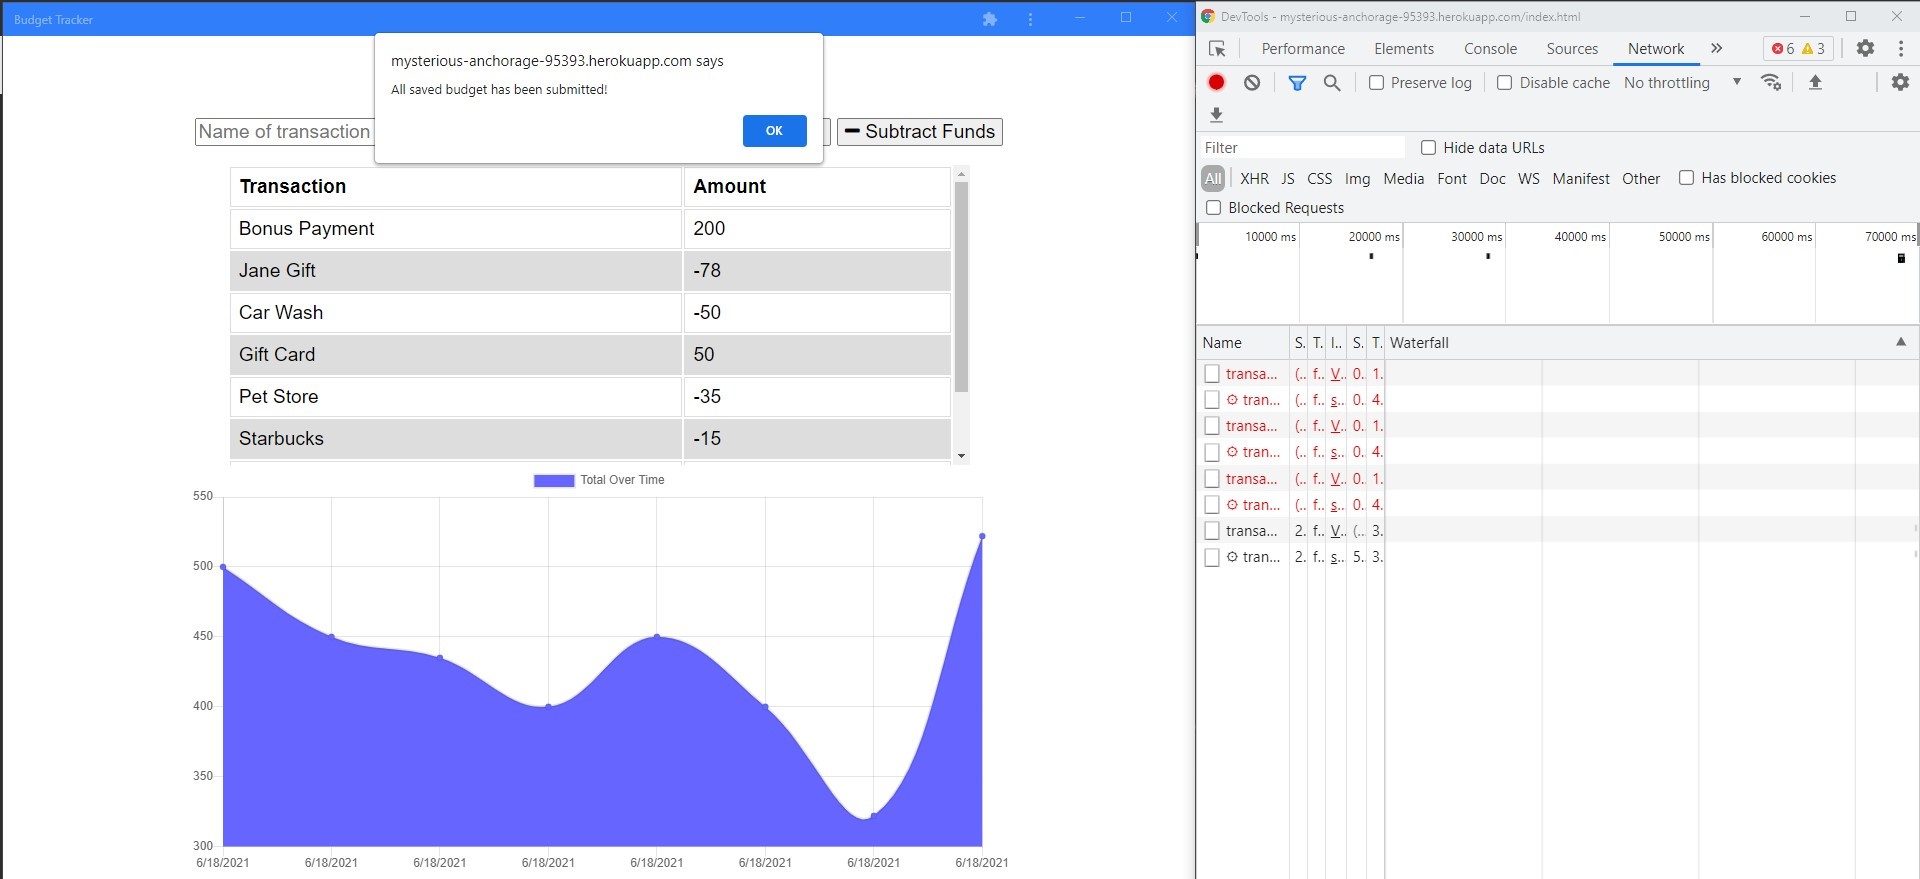 Budget Tracker
mysterious-anchorage-95393.herokuapp.com says
All saved budget has been submitted!
OK
Name of transaction
Subtract Funds
Transaction Amount
Bonus Payment 200
Jane Gift -78
Car Wash -50
Gift Card 50
Pet Store -35
Starbucks -15
Total Over Time
550
500
450
400
350
300
6/18/2021 6/18/2021 6/18/2021 6/18/2021 6/18/2021 6/18/2021 6/18/2021 6/18/2021
DevTools - mysterious-anchorage-95393.herokuapp.com/index.html
Performance Elements Console Sources Network » 6 3
Preserve log Disable cache No throttling
Filter Hide data URLs
All XHR JS CSS Img Media Font Doc WS Manifest Other Has blocked cookies
Blocked Requests
10000 ms 20000 ms 30000 ms 40000 ms 50000 ms 60000 ms 70000 ms
Name S. T. I.. S. T. Waterfall
transa... (.. f.. V.. 0.. 1.
tran... (.. f.. s.. 0.. 4.
transa... (.. f.. V.. 0.. 1.
tran... (.. f.. s.. 0.. 4.
transa... (.. f.. V.. 0.. 1.
tran... (.. f.. s.. 0.. 4.
transa... 2. f.. V.. (.. 3.
tran... 2. f.. s.. 5.. 3.